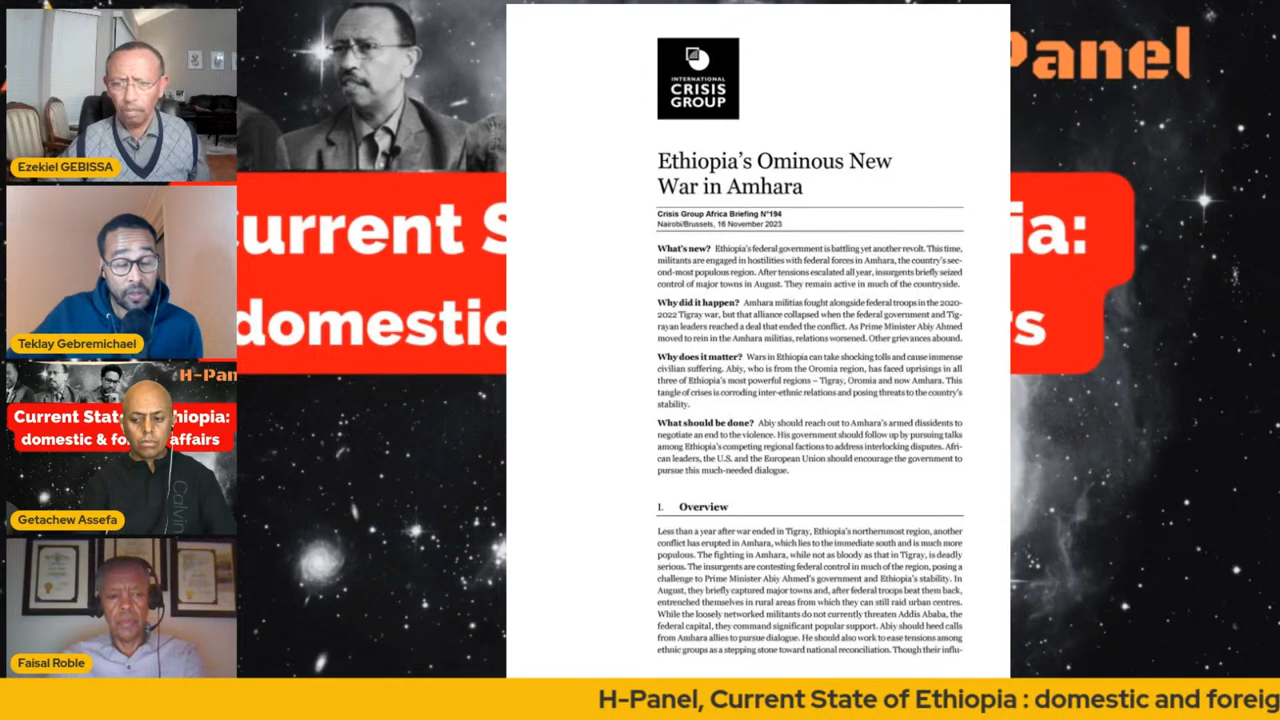 Ezekiel GEBISSA
Teklay Gebremichael
H-Pan
Current Sta hiopia:
domestic & fo affairs
Calvin
Getachew Assefa
Faisal Roble
Panel
urrent S
ia:
domestic
rs
INTERNATIONAL
CRISIS
GROUP
Ethiopia's Ominous New
War in Amhara
Crisis Group Africa Briefing N°194
Nairobi/Brussels, 16 November 2023
What's new? Ethiopia's federal government is battling yet another revolt. This time,
militants are engaged in hostilities with federal forces in Amhara, the country's sec-
ond-most populous region. After tensions escalated all year, insurgents briefly seized
control of major towns in August. They remain active in much of the countryside.
Why did it happen? Amhara militias fought alongside federal troops in the 2020-
2022 Tigray war, but that alliance collapsed when the federal government and Tig-
rayan leaders reached a deal that ended the conflict. As Prime Minister Abiy Ahmed
moved to rein in the Amhara militias, relations worsened. Other grievances abound.
Why does it matter? Wars in Ethiopia can take shocking tolls and cause immense
civilian suffering. Abiy, who is from the Oromia region, has faced uprisings in all
three of Ethiopia's most powerful regions – Tigray, Oromia and now Amhara. This
tangle of crises is corroding inter-ethnic relations and posing threats to the country's
stability.
What should be done? Abiy should reach out to Amhara's armed dissidents to
negotiate an end to the violence. His government should follow up by pursuing talks
among Ethiopia's competing regional factions to address interlocking disputes. Afri-
can leaders, the U.S. and the European Union should encourage the government to
pursue this much-needed dialogue.
I. Overview
Less than a year after war ended in Tigray, Ethiopia's northernmost region, another
conflict has erupted in Amhara, which lies to the immediate south and is much more
populous. The fighting in Amhara, while not as bloody as that in Tigray, is deadly
serious. The insurgents are contesting federal control in much of the region, posing a
challenge to Prime Minister Abiy Ahmed's government and Ethiopia's stability. In
August, they briefly captured major towns and, after federal troops beat them back,
entrenched themselves in rural areas from which they can still raid urban centres.
While the loosely networked militants do not currently threaten Addis Ababa, the
federal capital, they command significant popular support. Abiy should heed calls
from Amhara allies to pursue dialogue. He should also work to ease tensions among
ethnic groups as a stepping stone toward national reconciliation. Though their influ-
H-Panel, Current State of Ethiopia : domestic and foreig